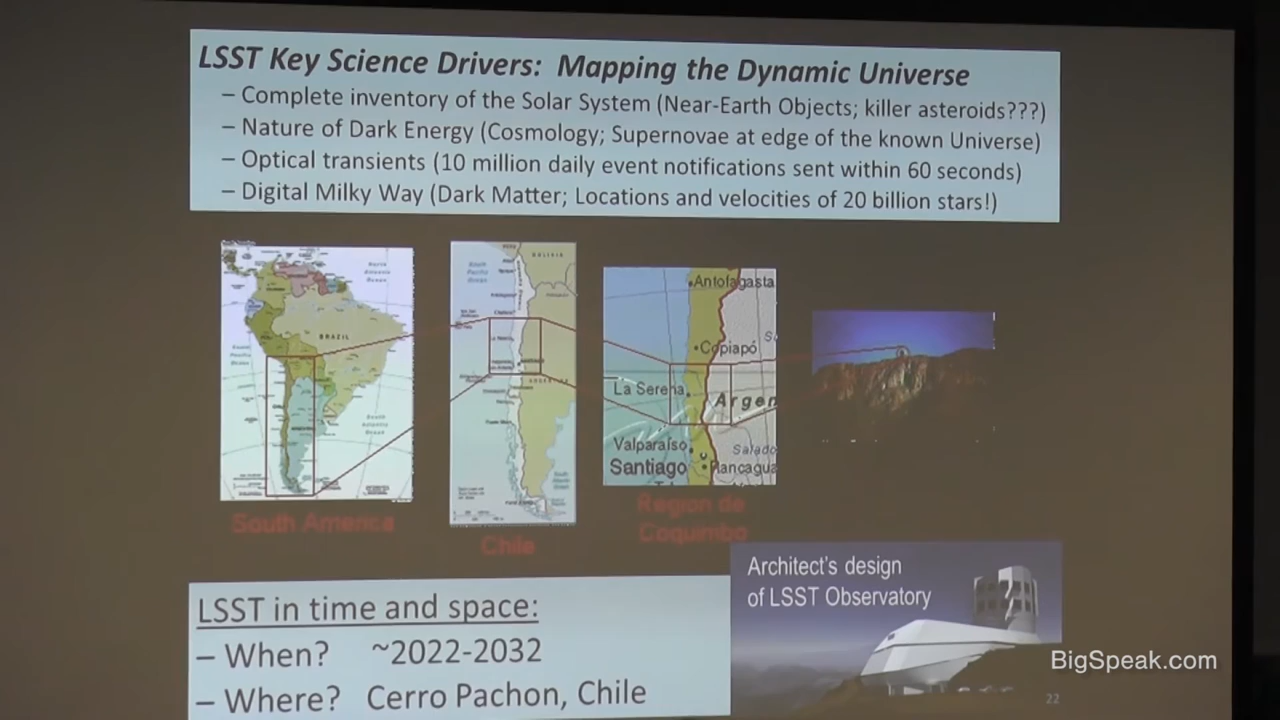 LSST Key Science Drivers: Mapping the Dynamic Universe
– Complete inventory of the Solar System (Near-Earth Objects; killer asteroids???)
– Nature of Dark Energy (Cosmology; Supernovae at edge of the known Universe)
– Optical transients (10 million daily event notifications sent within 60 seconds)
– Digital Milky Way (Dark Matter; Locations and velocities of 20 billion stars!)
BRAZIL
BOLIVIA
Antofagasta
Copiapó
La Serena
Argen
Valparaíso
Salado
Santiago
Rancagua
South America
Chile
Region de
Coquimbo
Architect's design
of LSST Observatory
LSST in time and space:
– When? ~2022-2032
– Where? Cerro Pachon, Chile
BigSpeak.com
22